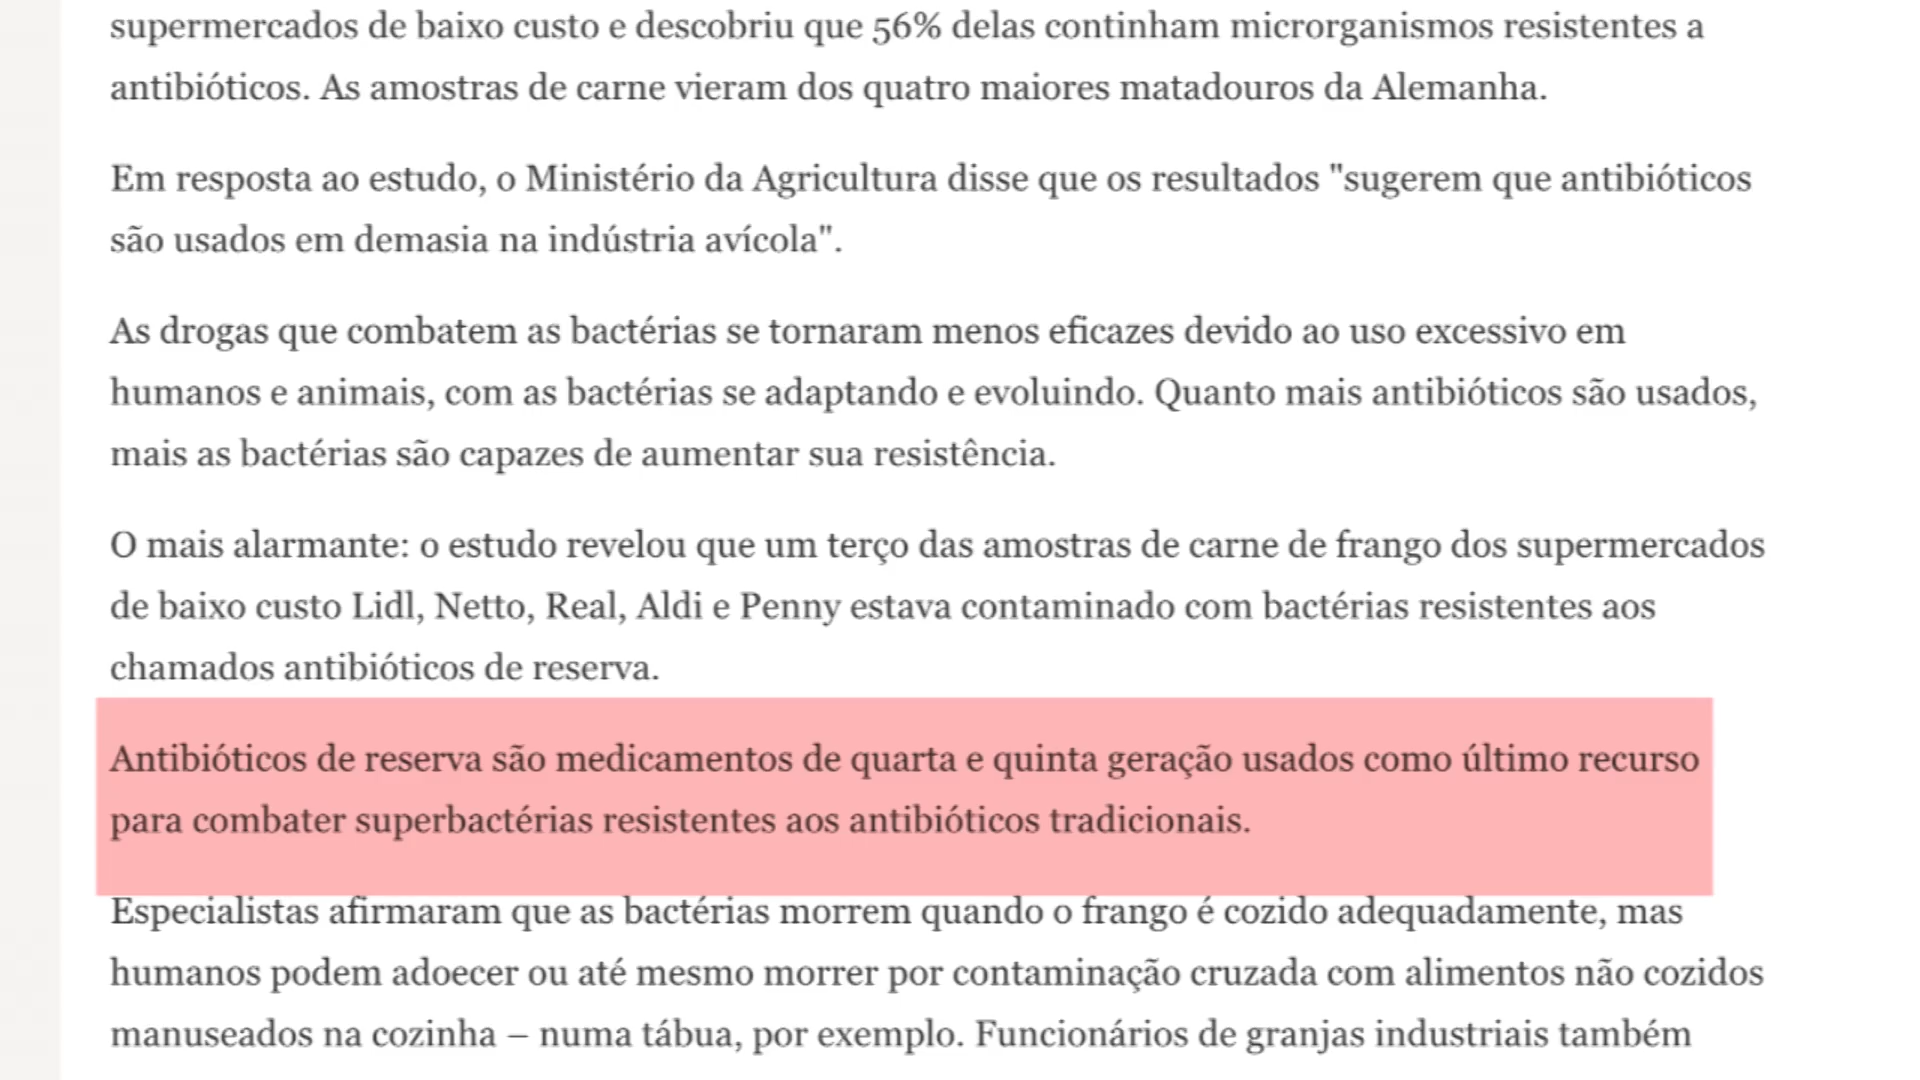 supermercados de baixo custo e descobriu que 56% delas continham microrganismos resistentes a
antibióticos. As amostras de carne vieram dos quatro maiores matadouros da Alemanha.
Em resposta ao estudo, o Ministério da Agricultura disse que os resultados "sugerem que antibióticos
são usados em demasia na indústria avícola".
As drogas que combatem as bactérias se tornaram menos eficazes devido ao uso excessivo em
humanos e animais, com as bactérias se adaptando e evoluindo. Quanto mais antibióticos são usados,
mais as bactérias são capazes de aumentar sua resistência.
O mais alarmante: o estudo revelou que um terço das amostras de carne de frango dos supermercados
de baixo custo Lidl, Netto, Real, Aldi e Penny estava contaminado com bactérias resistentes aos
chamados antibióticos de reserva.
Antibióticos de reserva são medicamentos de quarta e quinta geração usados como último recurso
para combater superbactérias resistentes aos antibióticos tradicionais.
Especialistas afirmaram que as bactérias morrem quando o frango é cozido adequadamente, mas
humanos podem adoecer ou até mesmo morrer por contaminação cruzada com alimentos não cozidos
manuseados na cozinha – numa tábua, por exemplo. Funcionários de granjas industriais também